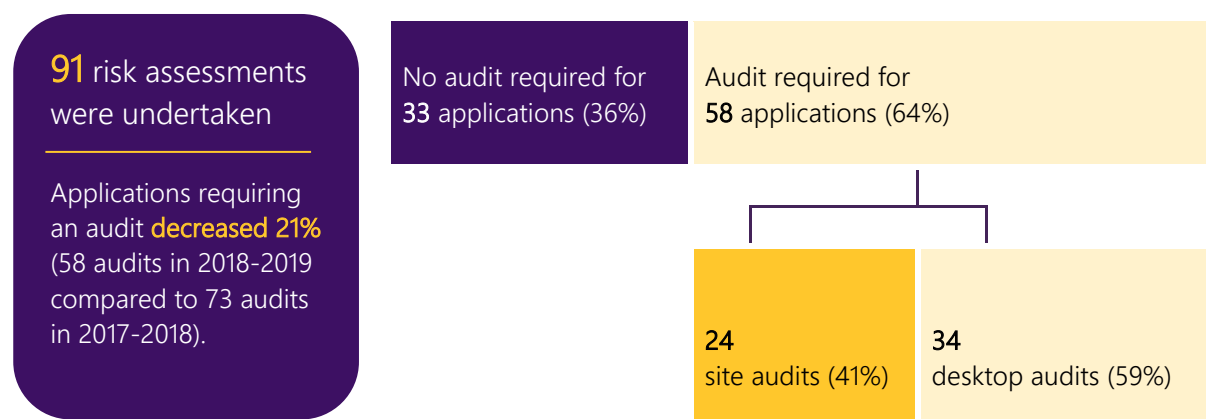 91 risk assessments
were undertaken
Applications requiring
an audit decreased 21%
(58 audits in 2018-2019
compared to 73 audits
in 2017-2018).
No audit required for
33 applications (36%)
Audit required for
58 applications (64%)
24
site audits (41%)
34
desktop audits (59%)